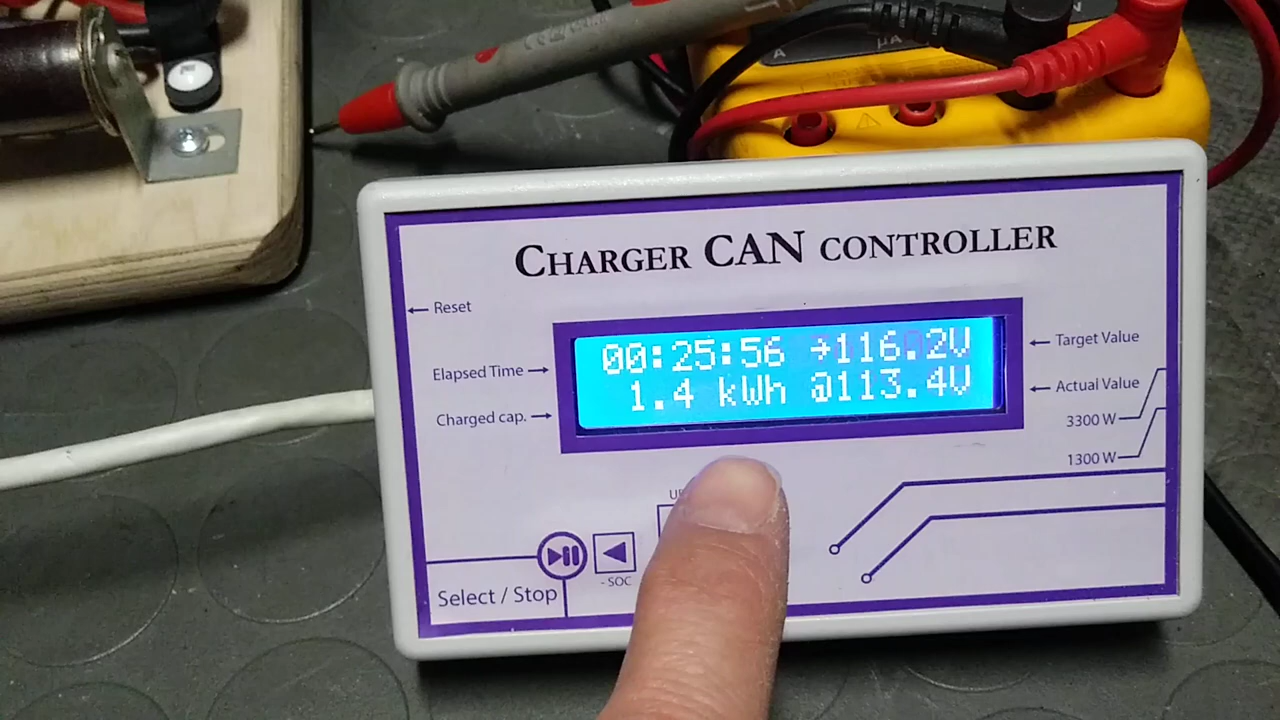 CHARGER CAN CONTROLLER
Reset
Elapsed Time
Charged cap.
00:25:56 →116.2V
1.4 kWh @113.4V
Target Value
Actual Value
3300 W
1300 W
- SOC
Select / Stop
A
µA